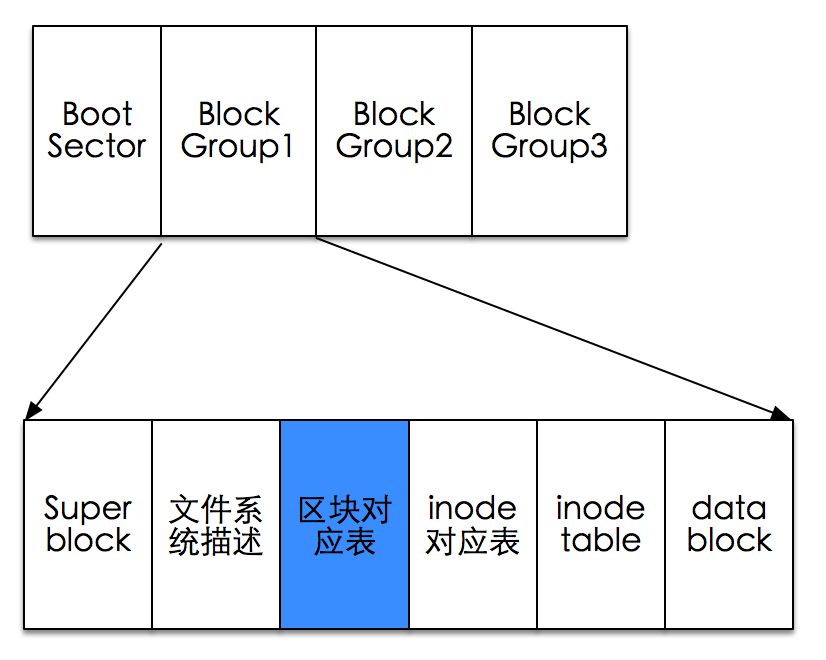 Boot
Sector
Block
Group1
Block
Group2
Block
Group3
Super
block
文件系
统描述
区块对
应表
inode
对应表
inode
table
data
block